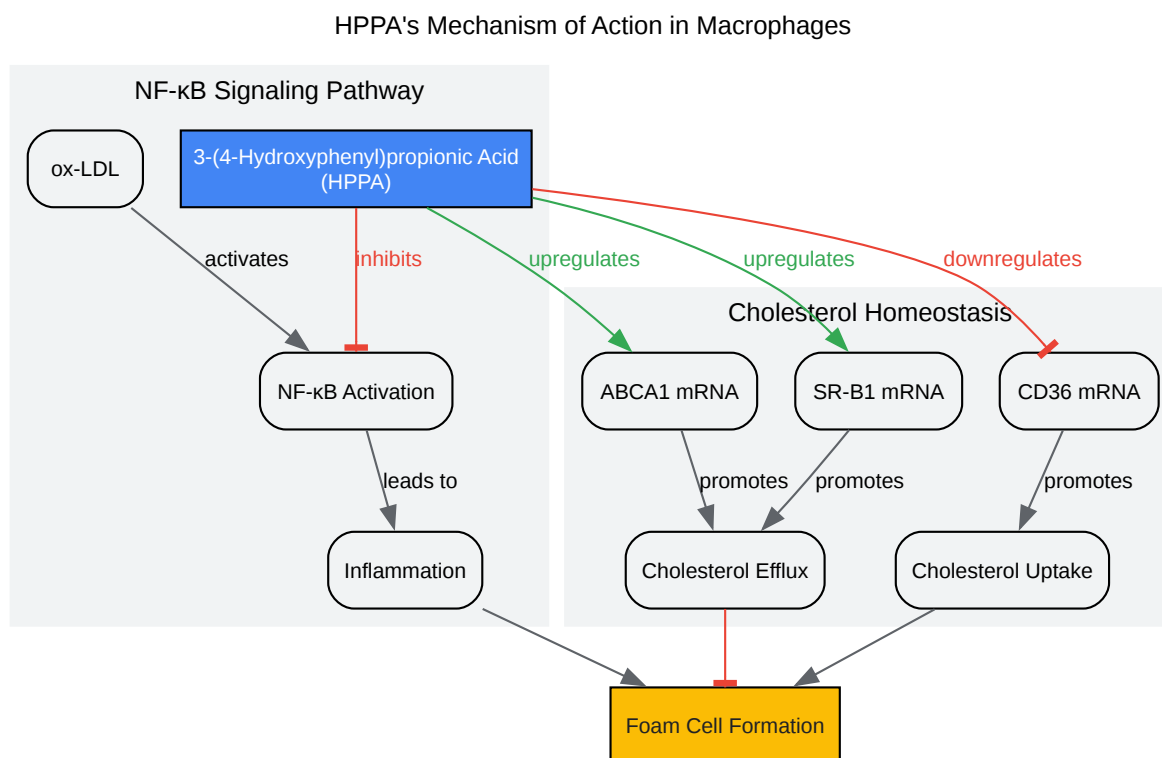 HPPA's Mechanism of Action in Macrophages
NF-κB Signaling Pathway
ox-LDL
3-(4-Hydroxyphenyl)propionic Acid
(HPPA)
activates
inhibits
upregulates
upregulates
downregulates
Cholesterol Homeostasis
NF-κB Activation
ABCA1 mRNA
SR-B1 mRNA
CD36 mRNA
leads to
promotes
promotes
promotes
Inflammation
Cholesterol Efflux
Cholesterol Uptake
Foam Cell Formation